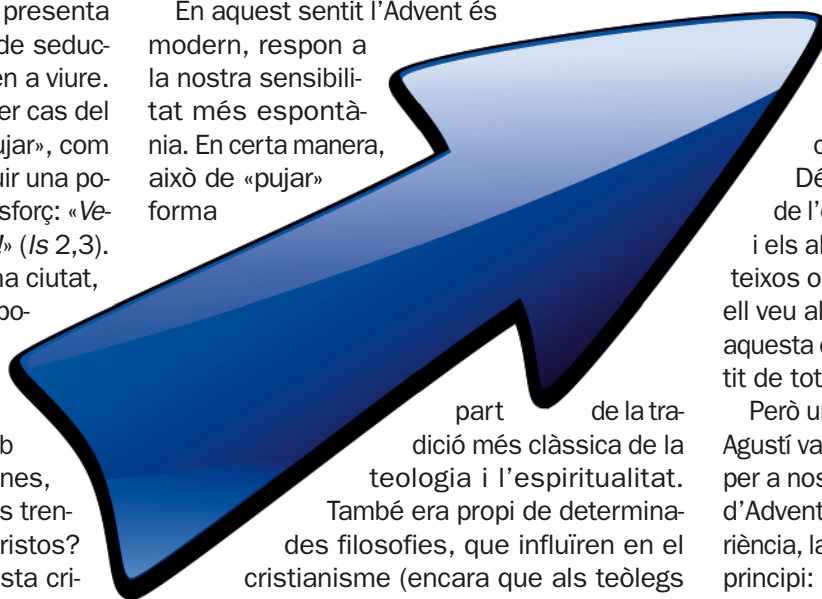 presenta
de seduc-
en a viure.
er cas del
ujar», com
uir una po-
sforç: «Ve-
!» (Is 2,3).
na ciutat,
po-
b
nes,
s tren-
ristos?
sta cri-
En aquest sentit l’Advent és
modern, respon a
la nostra sensibili-
tat més espontà-
nia. En certa manera,
això de «pujar»
forma
part de la tra-
dició més clàssica de la
teologia i l’espiritualitat.
També era propi de determina-
des filosofies, que influïren en el
cristianisme (encara que als teòlegs
Dé
de l’e
i els al
teixos o
ell veu al
aquesta
tit de tot
Però un
Agustí va
per a nos
d’Advent
riència, la
principi: